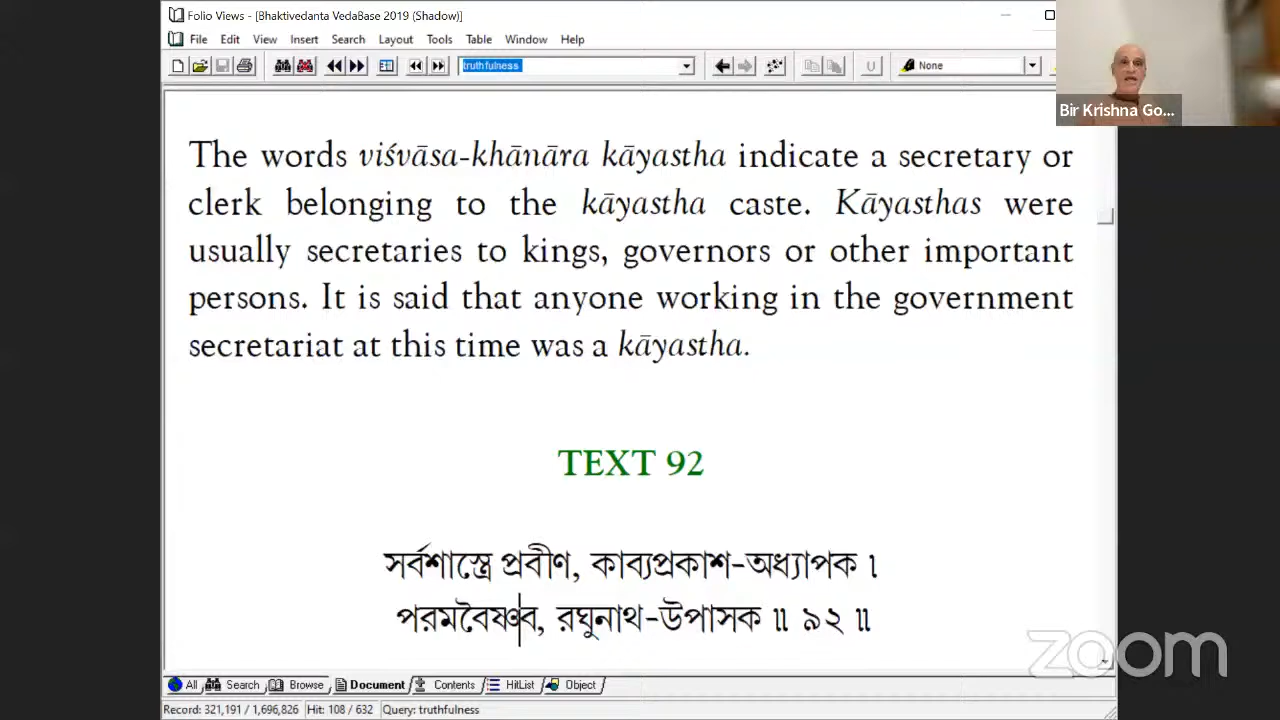 Folio Views - [Bhaktivedanta VedaBase 2019 (Shadow)]
File Edit View Insert Search Layout Tools Table Window Help
truthfulness
None
U
Bir Krishna Go...
The words viśvāsa-khānāra kāyastha indicate a secretary or
clerk belonging to the kāyastha caste. Kāyasthas were
usually secretaries to kings, governors or other important
persons. It is said that anyone working in the government
secretariat at this time was a kāyastha.
TEXT 92
সর্বশাস্ত্রে প্রবীণ, কাব্যপ্রকাশ-অধ্যাপক ।
পরমবৈষ্ণব, রঘুনাথ-উপাসক ॥ ৯২ ॥
zoom
All Search Browse Document Contents HitList Object
Record: 321,191 / 1,696,826 Hit: 108 / 632 Query: truthfulness